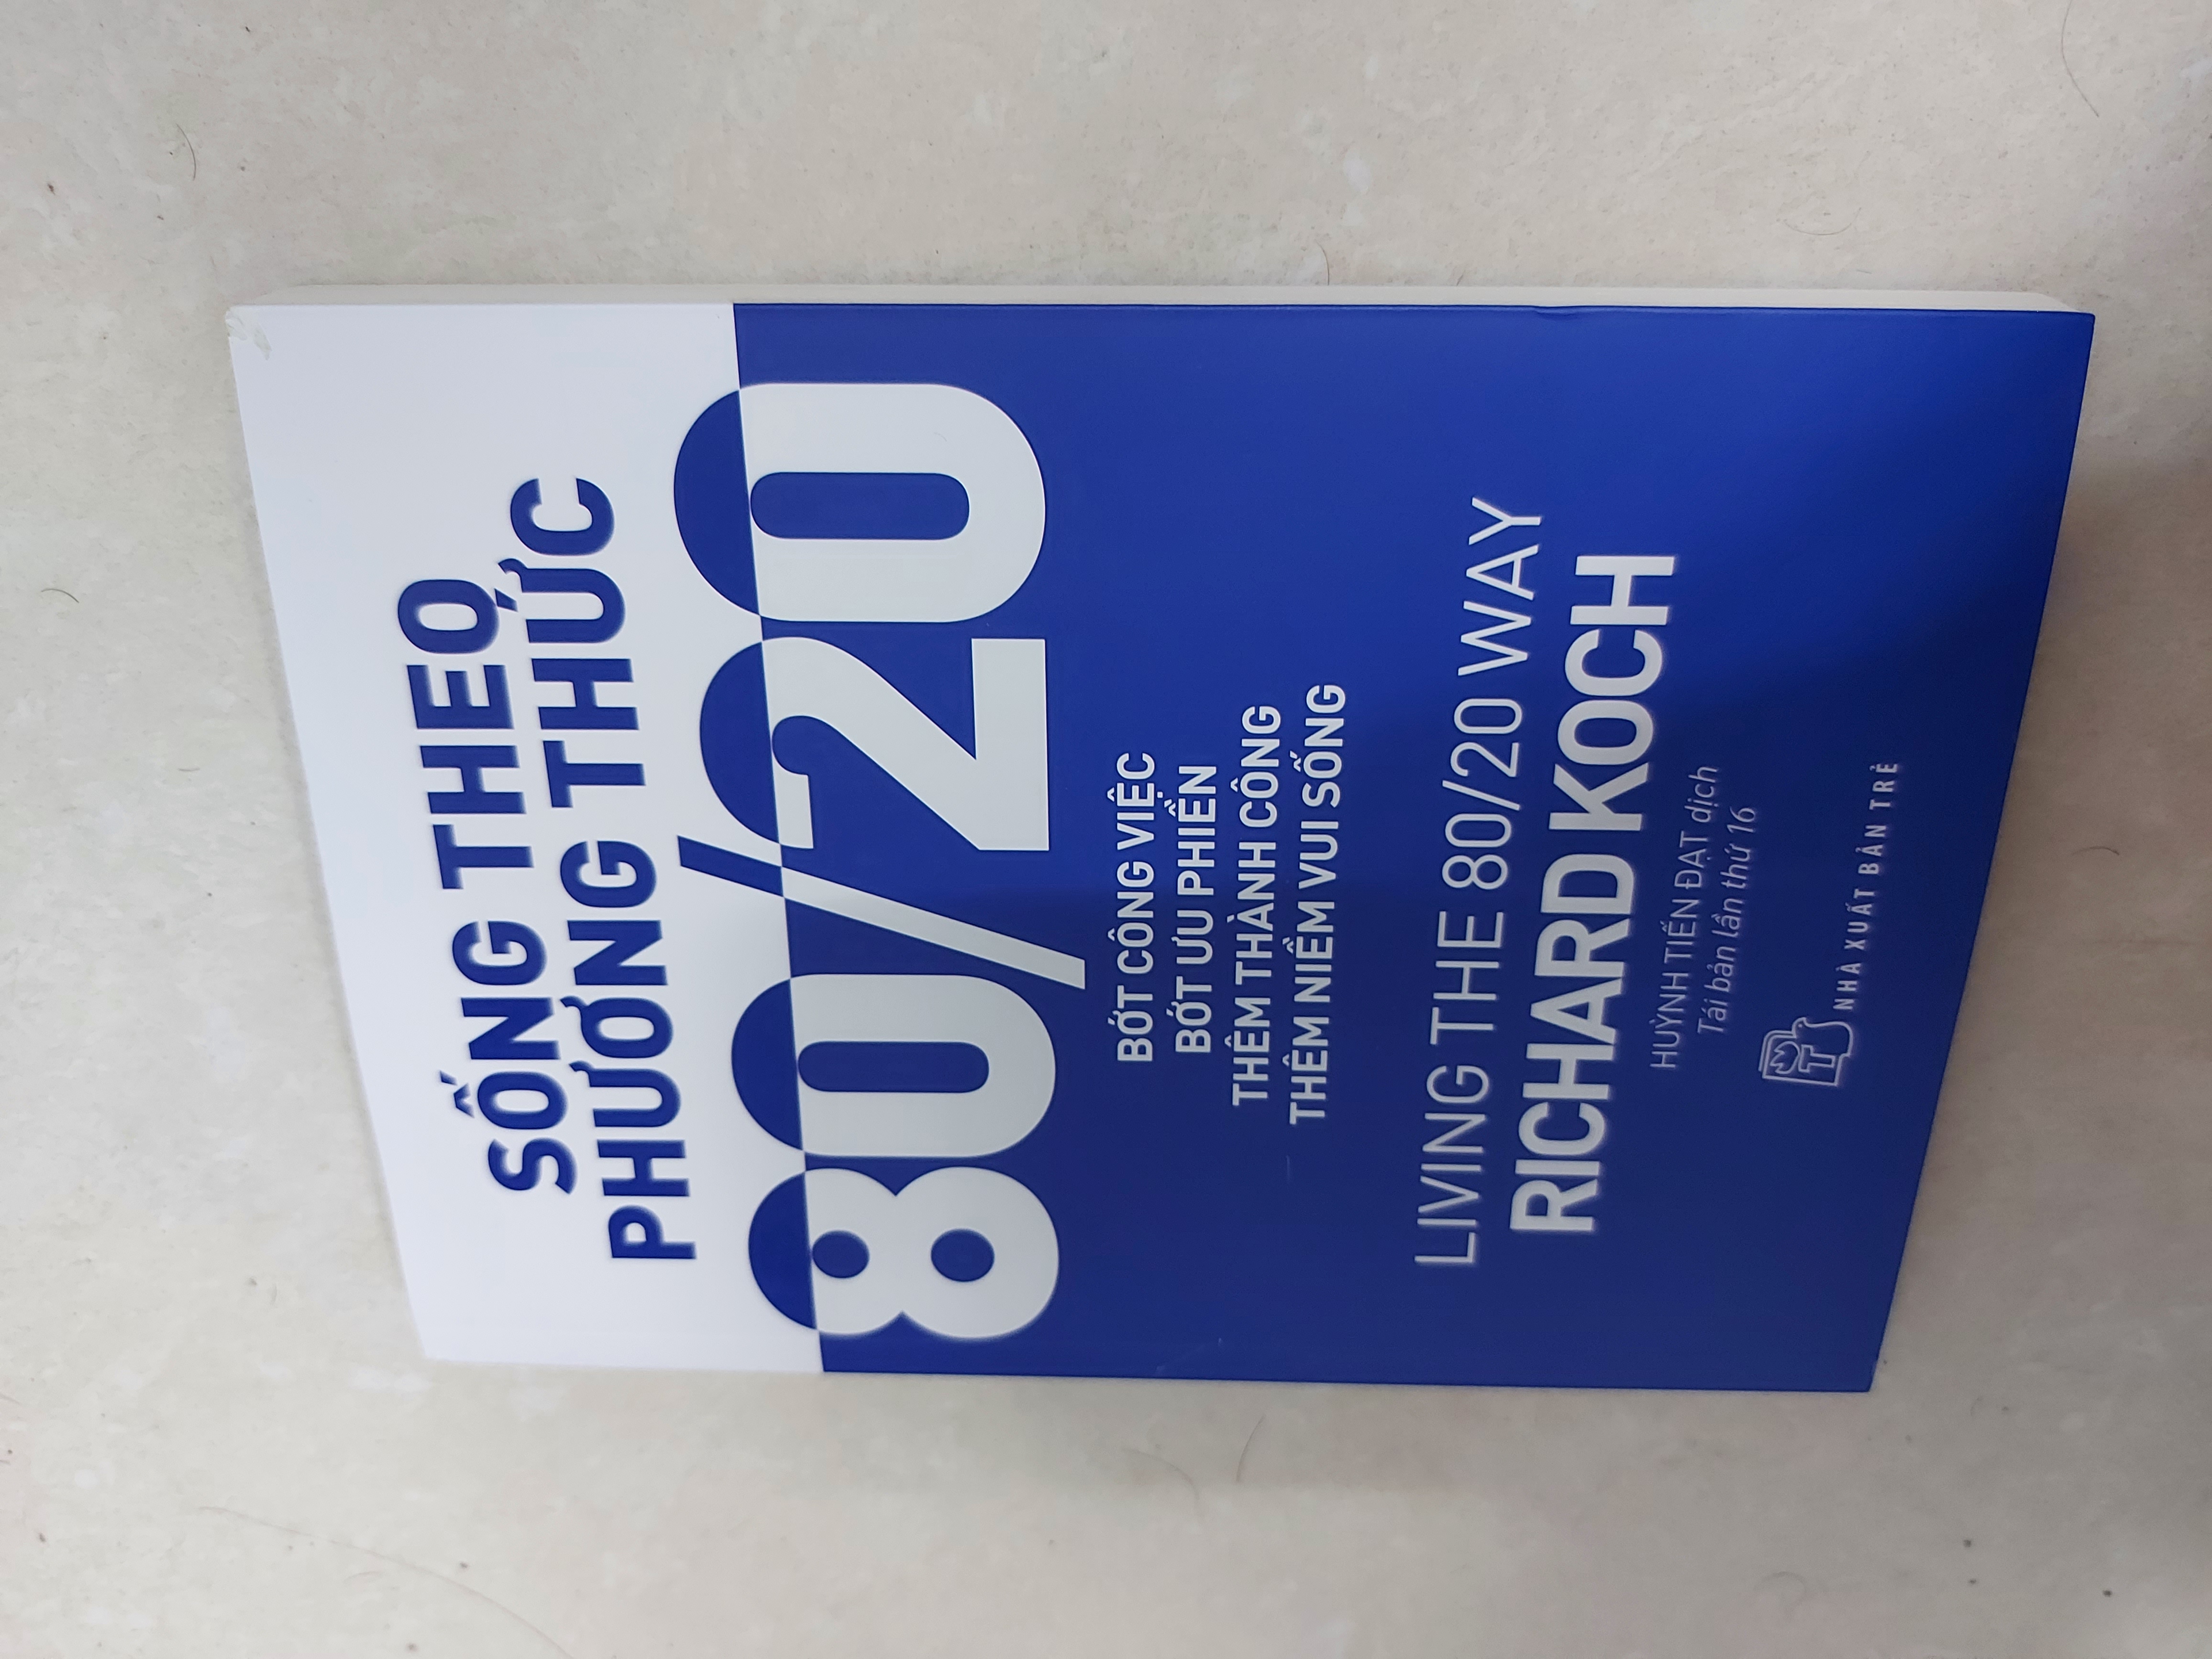 SỐNG THEO
PHƯƠNG THỨC
80/20
BỚT CÔNG VIỆC
BỚT ƯU PHIỀN
THÊM THÀNH CÔNG
THÊM NIỀM VUI SỐNG
LIVING THE 80/20 WAY
RICHARD KOCH
HUỲNH TIẾN ĐẠT dịch
Tái bản lần thứ 16
NHÀ XUẤT BẢN TRẺ